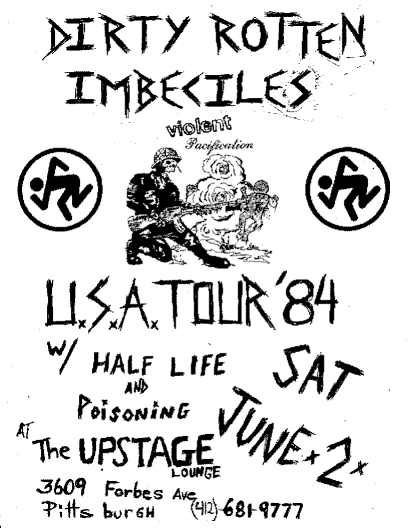 DIRTY ROTTEN
IMBECILES
violent
Pacification
U.S.A. TOUR '84
W/ HALF LIFE
AND
POISONING
SAT
JUNE 2
AT
The UPSTAGE
LOUNGE
3609 Forbes Ave
Pittsburgh (412) 681-9777